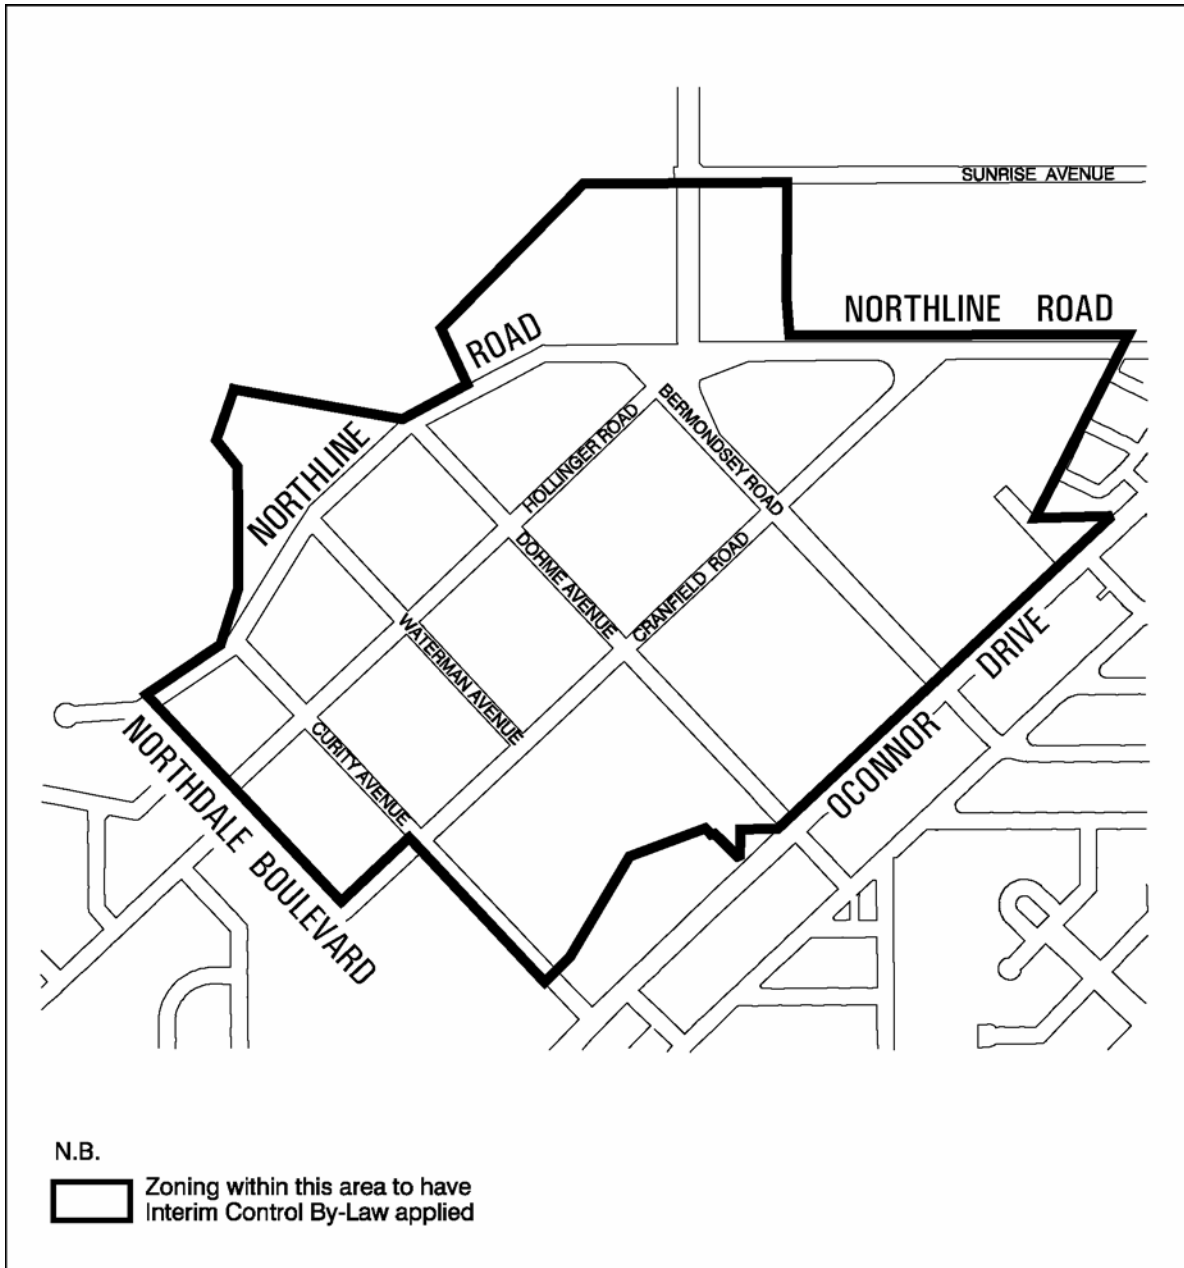 SUNRISE AVENUE
NORTHLINE ROAD
ROAD
NORTHLINE
HOLLINGER ROAD
BERMONDSEY ROAD
DOHME AVENUE
CRANFIELD ROAD
WATERMAN AVENUE
CURITY AVENUE
OCONNOR DRIVE
NORTHDALE BOULEVARD
N.B.
Zoning within this area to have
Interim Control By-Law applied